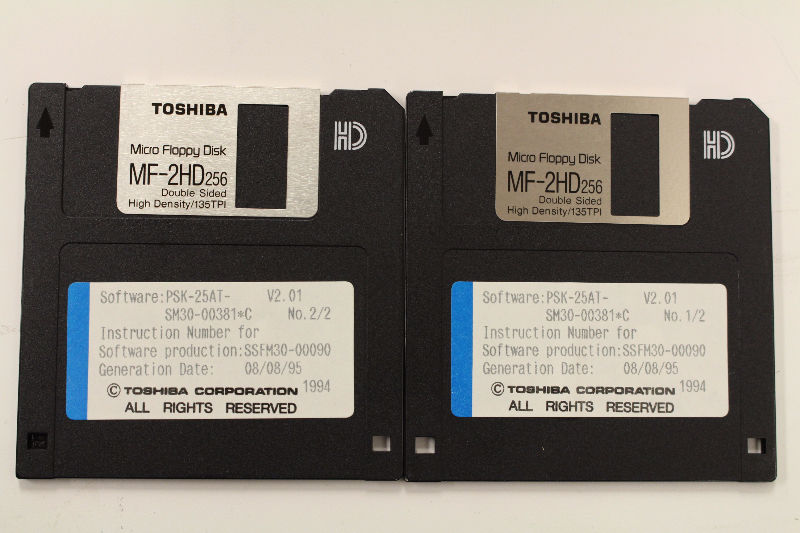 TOSHIBA
Micro Floppy Disk
MF-2HD256
Double Sided
High Density/135TPI
HD
Software:PSK-25AT- V2.01
SM30-00381*C No.2/2
Instruction Number for
Software production:SSFM30-00090
Generation Date: 08/08/95
© TOSHIBA CORPORATION 1994
ALL RIGHTS RESERVED
TOSHIBA
Micro Floppy Disk
MF-2HD256
Double Sided
High Density/135TPI
HD
Software:PSK-25AT- V2.01
SM30-00381*C No.1/2
Instruction Number for
Software production:SSFM30-00090
Generation Date: 08/08/95
© TOSHIBA CORPORATION 1994
ALL RIGHTS RESERVED